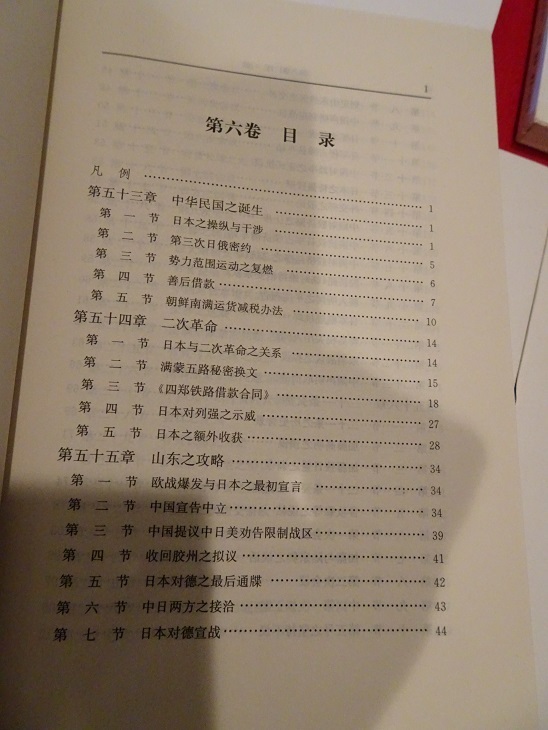 1
第六卷 目 录
凡 例 …… 1
第五十三章 中华民国之诞生 …… 1
第 一 节 日本之操纵与干涉 …… 1
第 二 节 第三次日俄密约 …… 5
第 三 节 势力范围运动之复燃 …… 6
第 四 节 善后借款 …… 7
第 五 节 朝鲜南满运货减税办法 …… 10
第五十四章 二次革命 …… 14
第 一 节 日本与二次革命之关系 …… 14
第 二 节 满蒙五路秘密换文 …… 15
第 三 节 《四郑铁路借款合同》 …… 18
第 四 节 日本对列强之示威 …… 27
第 五 节 日本之额外收获 …… 28
第五十五章 山东之攻略 …… 34
第 一 节 欧战爆发与日本之最初宣言 …… 34
第 二 节 中国宣告中立 …… 34
第 三 节 中国提议中日美劝告限制战区 …… 39
第 四 节 收回胶州之拟议 …… 41
第 五 节 日本对德之最后通牒 …… 42
第 六 节 中日两方之接洽 …… 43
第 七 节 日本对德宣战 …… 44